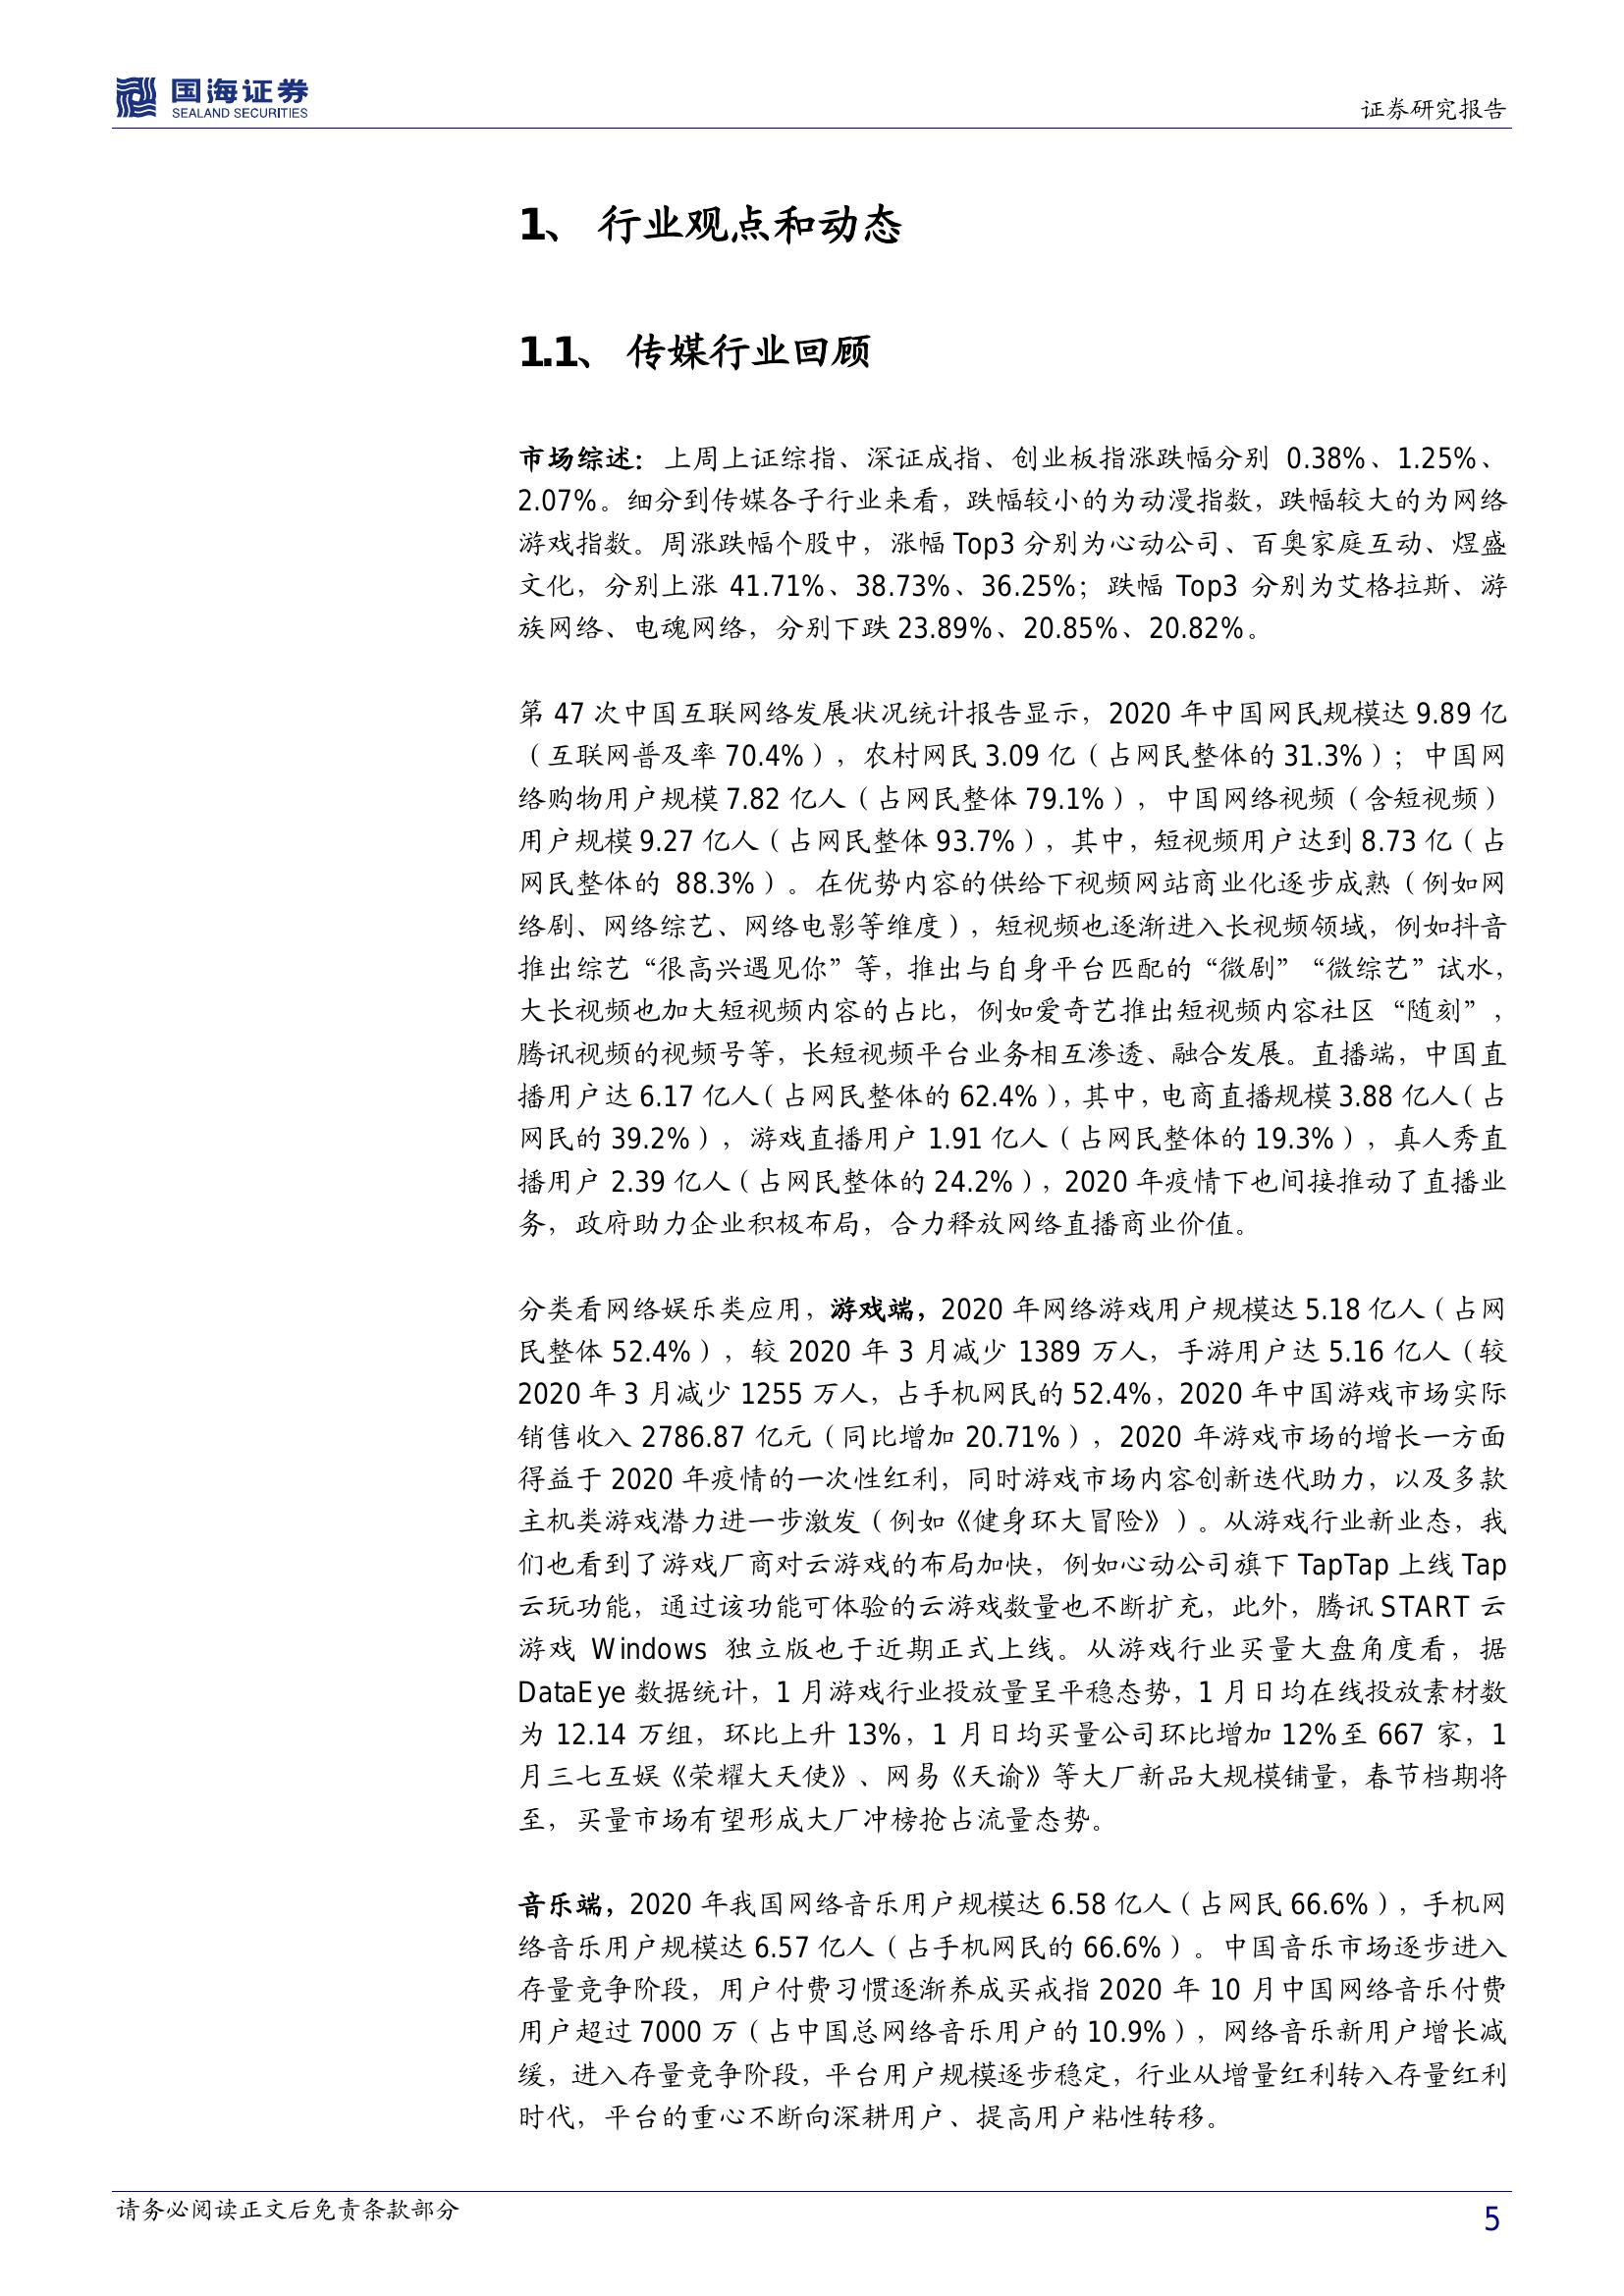 国海证券
SEALAND SECURITIES
证券研究报告
1、 行业观点和动态
1.1、 传媒行业回顾
市场综述：上周上证综指、深证成指、创业板指涨跌幅分别 0.38%、1.25%、
2.07%。细分到传媒各子行业来看，跌幅较小的为动漫指数，跌幅较大的为网络
游戏指数。周涨跌幅个股中，涨幅 Top3 分别为心动公司、百奥家庭互动、煜盛
文化，分别上涨 41.71%、38.73%、36.25%；跌幅 Top3 分别为艾格拉斯、游
族网络、电魂网络，分别下跌 23.89%、20.85%、20.82%。
第 47 次中国互联网络发展状况统计报告显示，2020 年中国网民规模达 9.89 亿
（互联网普及率 70.4%），农村网民 3.09 亿（占网民整体的 31.3%）；中国网
络购物用户规模 7.82 亿人（占网民整体 79.1%），中国网络视频（含短视频）
用户规模 9.27 亿人（占网民整体 93.7%），其中，短视频用户达到 8.73 亿（占
网民整体的 88.3%）。在优势内容的供给下视频网站商业化逐步成熟（例如网
络剧、网络综艺、网络电影等维度），短视频也逐渐进入长视频领域，例如抖音
推出综艺“很高兴遇见你”等，推出与自身平台匹配的“微剧”“微综艺”试水，
大长视频也加大短视频内容的占比，例如爱奇艺推出短视频内容社区“随刻”，
腾讯视频的视频号等，长短视频平台业务相互渗透、融合发展。直播端，中国直
播用户达 6.17 亿人（占网民整体的 62.4%），其中，电商直播规模 3.88 亿人（占
网民的 39.2%），游戏直播用户 1.91 亿人（占网民整体的 19.3%），真人秀直
播用户 2.39 亿人（占网民整体的 24.2%），2020 年疫情下也间接推动了直播业
务，政府助力企业积极布局，合力释放网络直播商业价值。
分类看网络娱乐类应用，游戏端，2020 年网络游戏用户规模达 5.18 亿人（占网
民整体 52.4%），较 2020 年 3 月减少 1389 万人，手游用户达 5.16 亿人（较
2020 年 3 月减少 1255 万人，占手机网民的 52.4%，2020 年中国游戏市场实际
销售收入 2786.87 亿元（同比增加 20.71%），2020 年游戏市场的增长一方面
得益于 2020 年疫情的一次性红利，同时游戏市场内容创新迭代助力，以及多款
主机类游戏潜力进一步激发（例如《健身环大冒险》）。从游戏行业新业态，我
们也看到了游戏厂商对云游戏的布局加快，例如心动公司旗下 TapTap 上线 Tap
云玩功能，通过该功能可体验的云游戏数量也不断扩充，此外，腾讯 START 云
游戏 Windows 独立版也于近期正式上线。从游戏行业买量大盘角度看，据
DataEye 数据统计，1 月游戏行业投放量呈平稳态势，1 月日均在线投放素材数
为 12.14 万组，环比上升 13%，1 月日均买量公司环比增加 12%至 667 家，1
月三七互娱《荣耀大天使》、网易《天谕》等大厂新品大规模铺量，春节档期将
至，买量市场有望形成大厂冲榜抢占流量态势。
音乐端，2020 年我国网络音乐用户规模达 6.58 亿人（占网民 66.6%），手机网
络音乐用户规模达 6.57 亿人（占手机网民的 66.6%）。中国音乐市场逐步进入
存量竞争阶段，用户付费习惯逐渐养成买戒指 2020 年 10 月中国网络音乐付费
用户超过 7000 万（占中国总网络音乐用户的 10.9%），网络音乐新用户增长减
缓，进入存量竞争阶段，平台用户规模逐步稳定，行业从增量红利转入存量红利
时代，平台的重心不断向深耕用户、提高用户粘性转移。
请务必阅读正文后免责条款部分
5